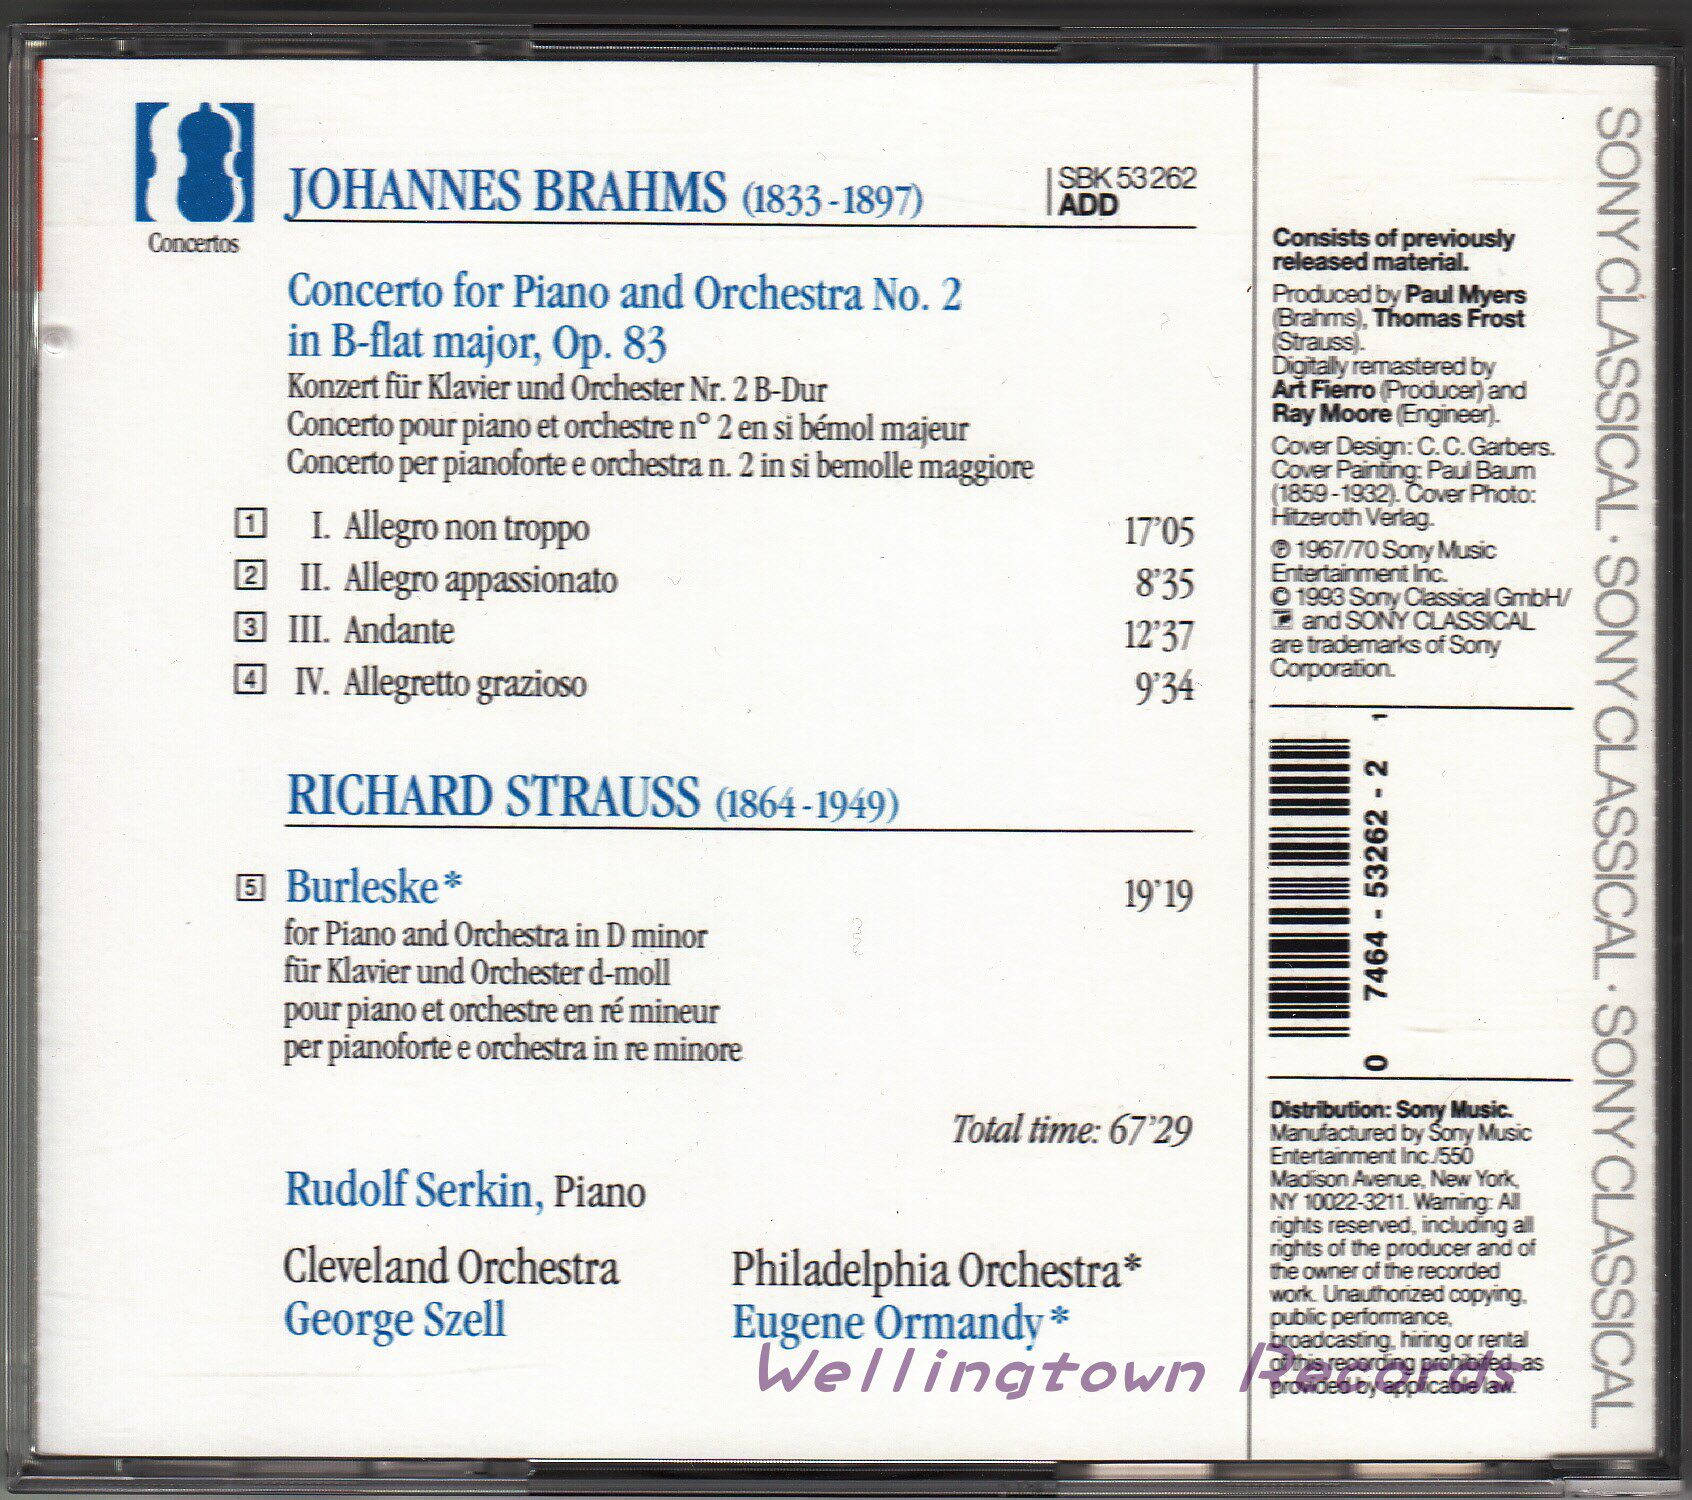 Concertos
JOHANNES BRAHMS (1833-1897)
SBK 53262
ADD
Concerto for Piano and Orchestra No. 2
in B-flat major, Op. 83
Konzert für Klavier und Orchester Nr. 2 B-Dur
Concerto pour piano et orchestre n° 2 en si bémol majeur
Concerto per pianoforte e orchestra n. 2 in si bemolle maggiore
1 I. Allegro non troppo 17'05
2 II. Allegro appassionato 8'35
3 III. Andante 12'37
4 IV. Allegretto grazioso 9'34
RICHARD STRAUSS (1864-1949)
5 Burleske* 19'19
for Piano and Orchestra in D minor
für Klavier und Orchester d-moll
pour piano et orchestre en ré mineur
per pianoforte e orchestra in re minore
Total time: 67'29
Rudolf Serkin, Piano
Cleveland Orchestra
George Szell
Philadelphia Orchestra*
Eugene Ormandy*
Consists of previously
released material.
Produced by Paul Myers
(Brahms), Thomas Frost
(Strauss).
Digitally remastered by
Art Fierro (Producer) and
Ray Moore (Engineer).
Cover Design: C. C. Garbers.
Cover Painting: Paul Baum
(1859-1932). Cover Photo:
Hitzeroth Verlag.
℗ 1967/70 Sony Music
Entertainment Inc.
© 1993 Sony Classical GmbH/
and SONY CLASSICAL
are trademarks of Sony
Corporation.
0 7464-53262-2 1
Distribution: Sony Music.
Manufactured by Sony Music
Entertainment Inc./550
Madison Avenue, New York,
NY 10022-3211. Warning: All
rights reserved, including all
rights of the producer and of
the owner of the recorded
work. Unauthorized copying,
public performance,
broadcasting, hiring or rental
of this recording prohibited, as
provided by applicable law.
SONY CLASSICAL · SONY CLASSICAL · SONY CLASSICAL
Wellingtown Records